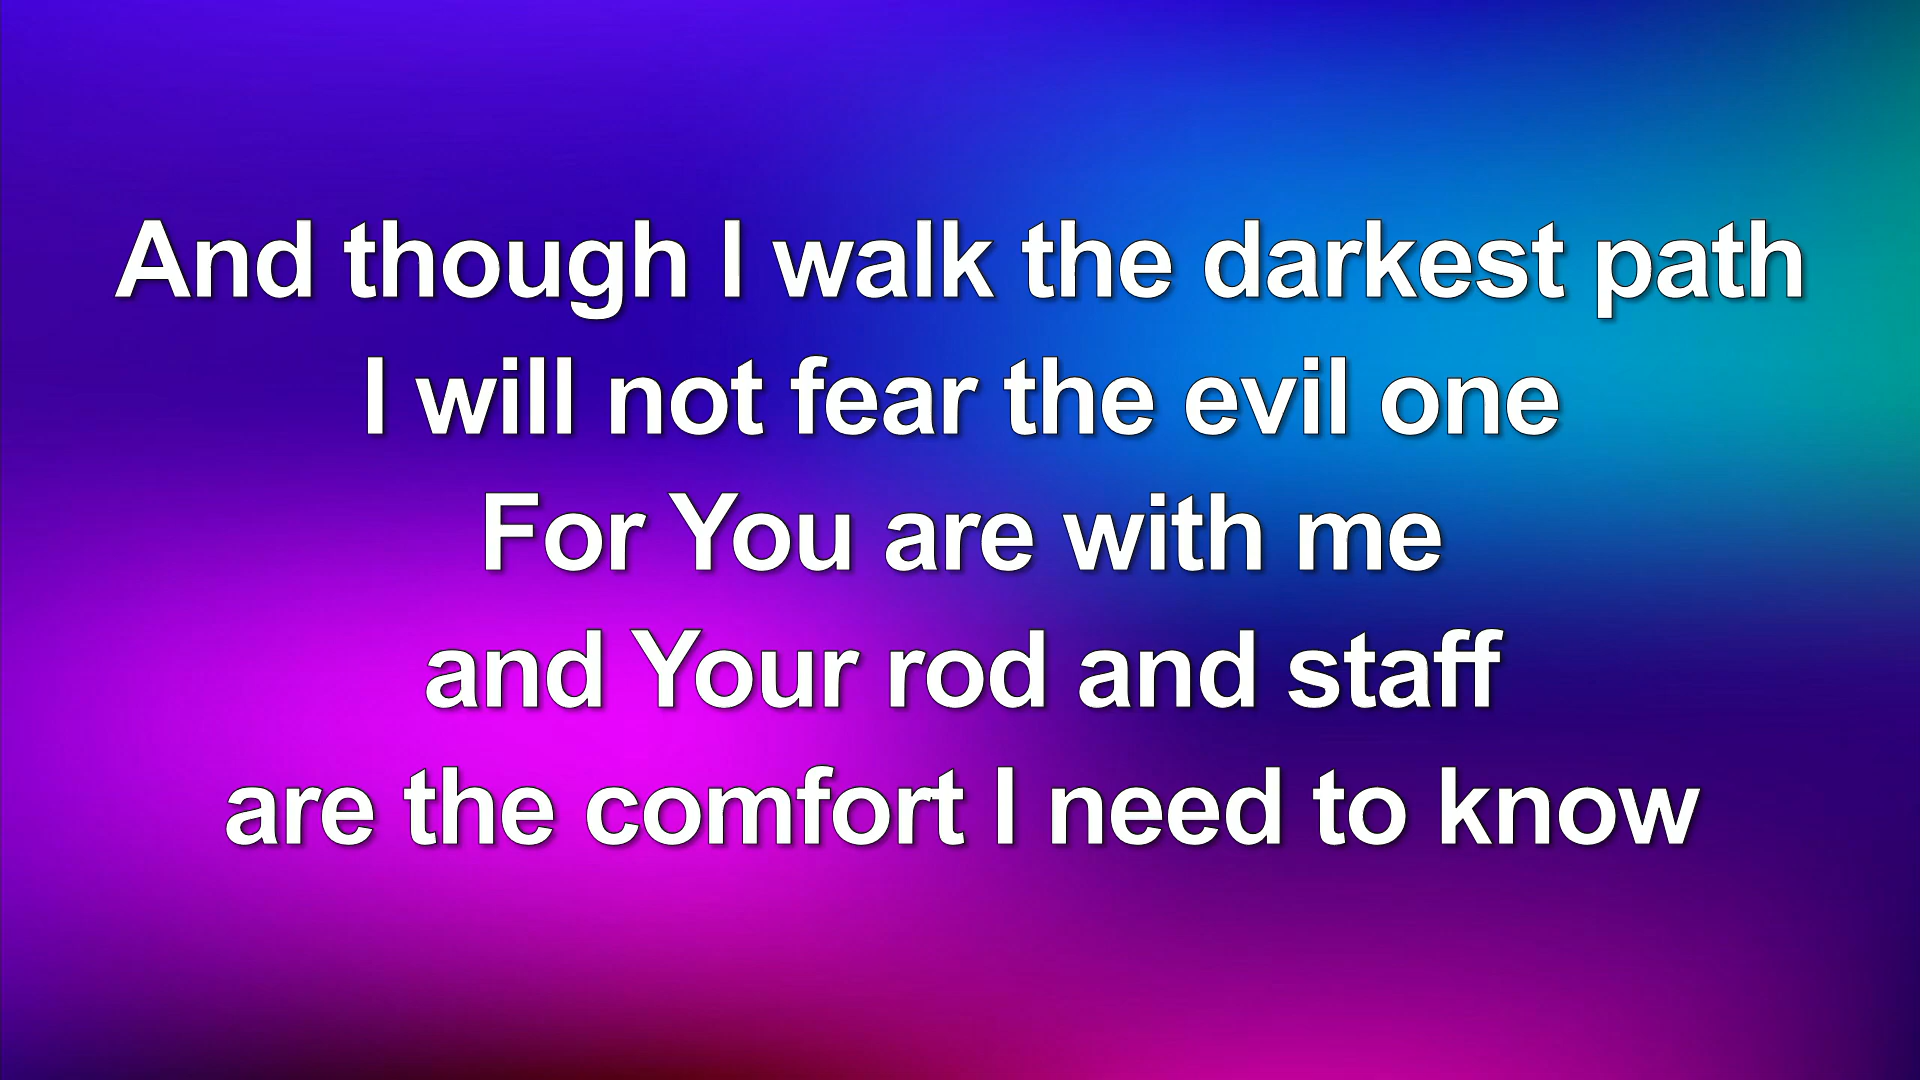 And though I walk the darkest path
I will not fear the evil one
For You are with me
and Your rod and staff
are the comfort I need to know